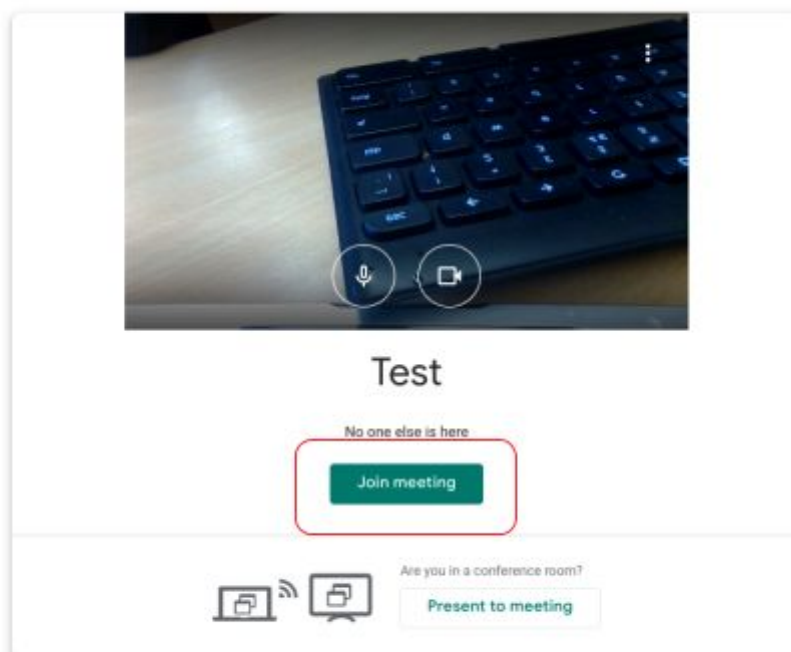 Test
No one else is here
Join meeting
Are you in a conference room?
Present to meeting